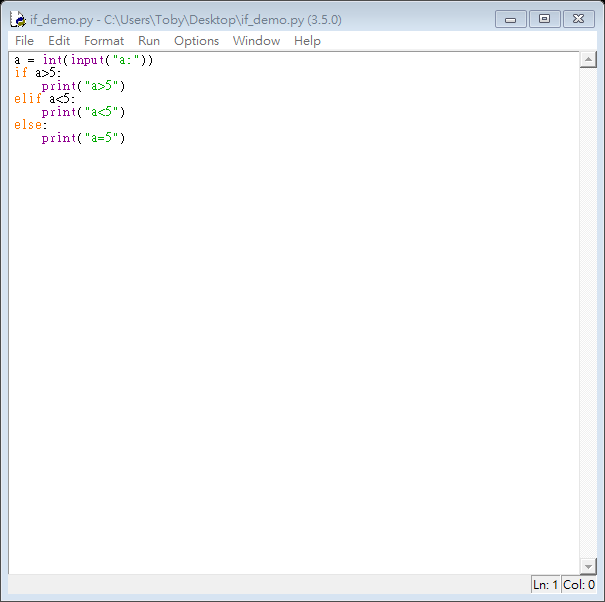 if_demo.py - C:\Users\Toby\Desktop\if_demo.py (3.5.0)
File Edit Format Run Options Window Help
a = int(input("a:"))
if a>5:
    print("a>5")
elif a<5:
    print("a<5")
else:
    print("a=5")
Ln: 1 Col: 0